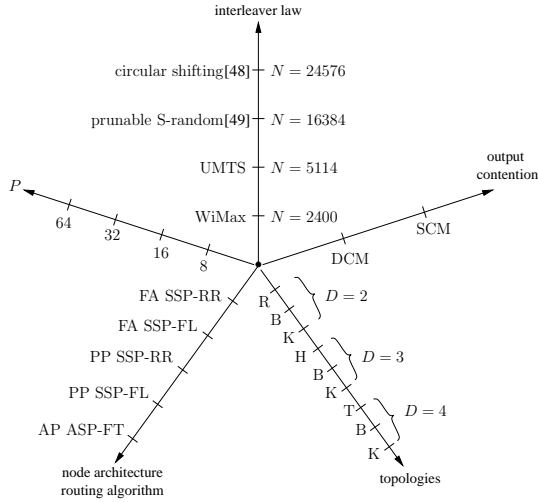 interleaver law
circular shifting[48] N = 24576
prunable S-random[49] N = 16384
UMTS N = 5114
WiMax N = 2400
output
contention
SCM
DCM
P
64
32
16
8
FA SSP-RR
FA SSP-FL
PP SSP-RR
PP SSP-FL
AP ASP-FT
node architecture
routing algorithm
R
B
K
D = 2
H
B
K
D = 3
T
B
K
D = 4
topologies